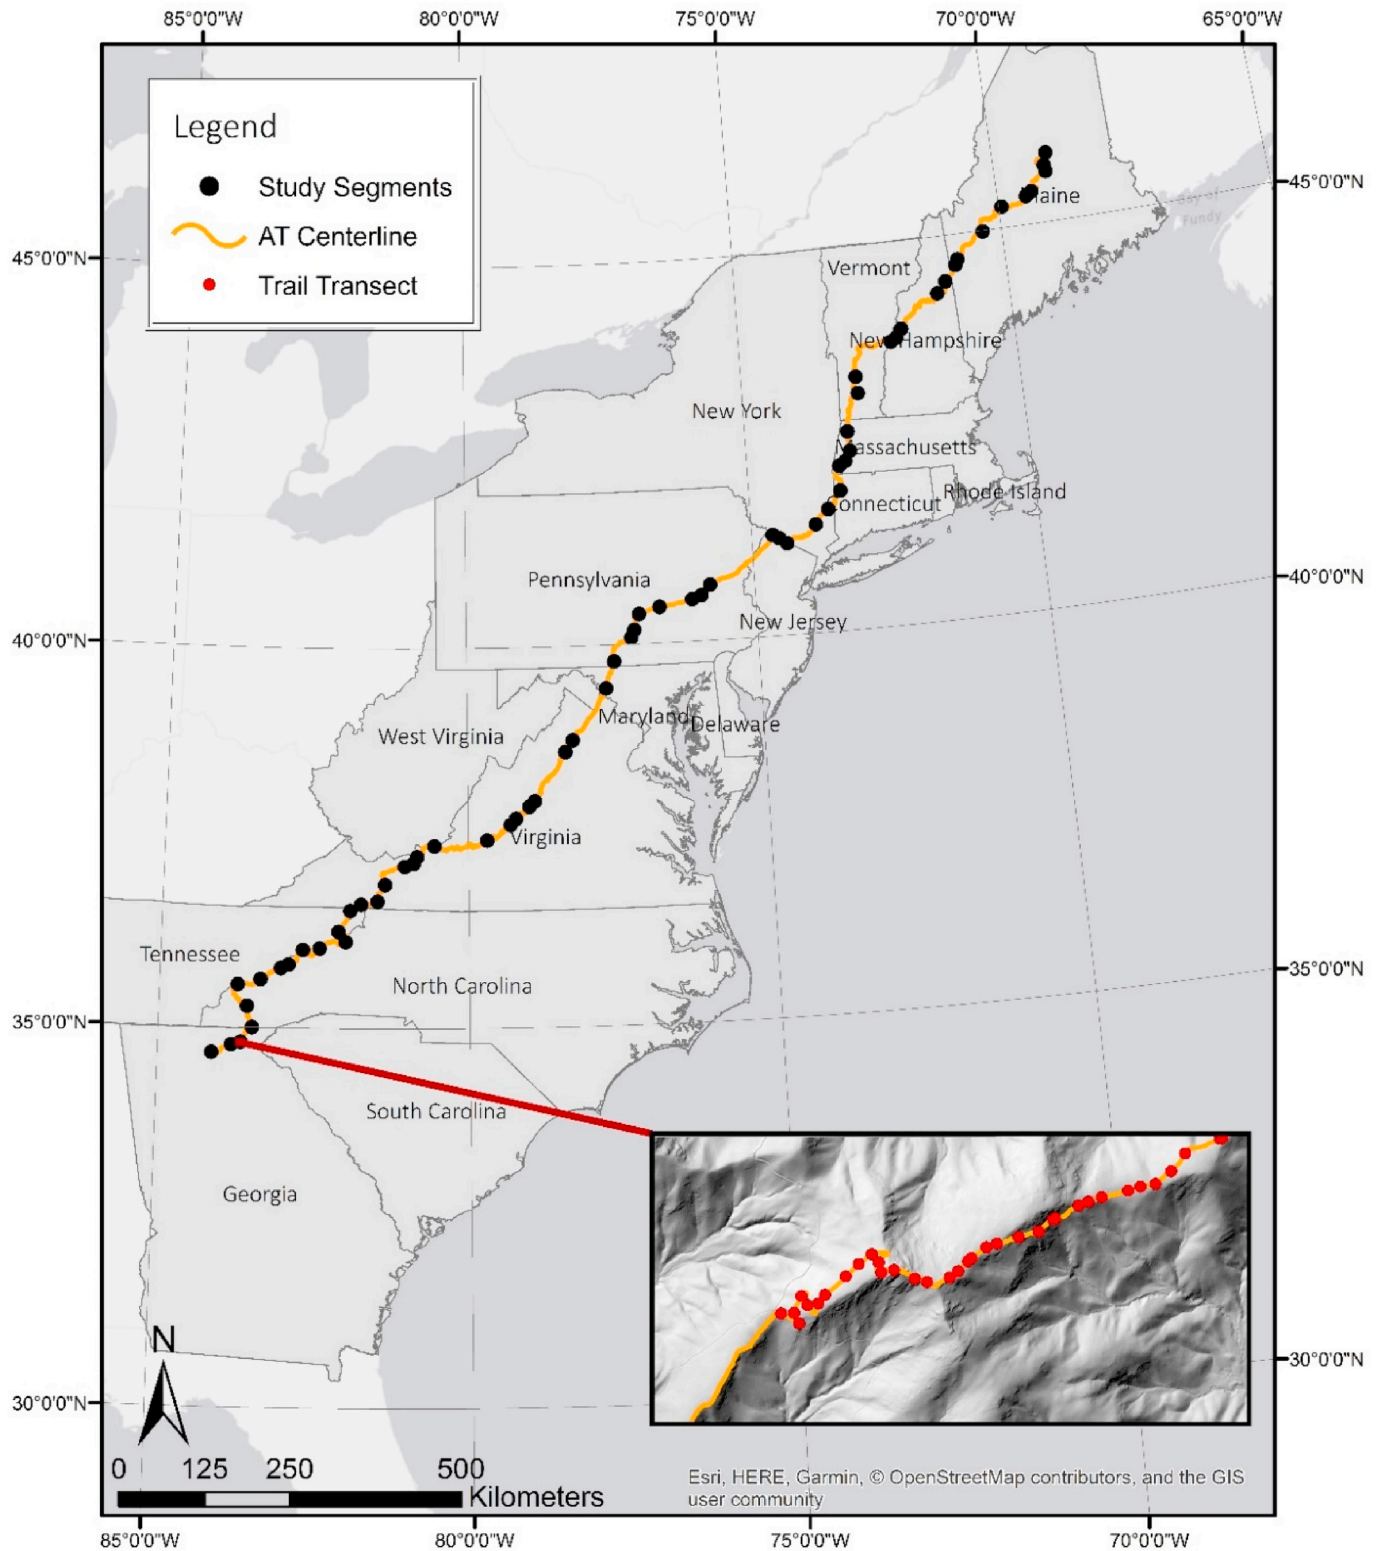 85°0'0"W 80°0'0"W 75°0'0"W 70°0'0"W 65°0'0"W
Legend
Study Segments
AT Centerline
Trail Transect
45°0'0"N
45°0'0"N
Maine
Bay of
Fundy
Vermont
New Hampshire
New York
Massachusetts
Rhode Island
Connecticut
40°0'0"N
Pennsylvania
New Jersey
40°0'0"N
Maryland
Delaware
West Virginia
Virginia
Tennessee
35°0'0"N
North Carolina
35°0'0"N
South Carolina
Georgia
N
30°0'0"N
30°0'0"N
0 125 250 500
Kilometers
Esri, HERE, Garmin, © OpenStreetMap contributors, and the GIS
user community
85°0'0"W 80°0'0"W 75°0'0"W 70°0'0"W